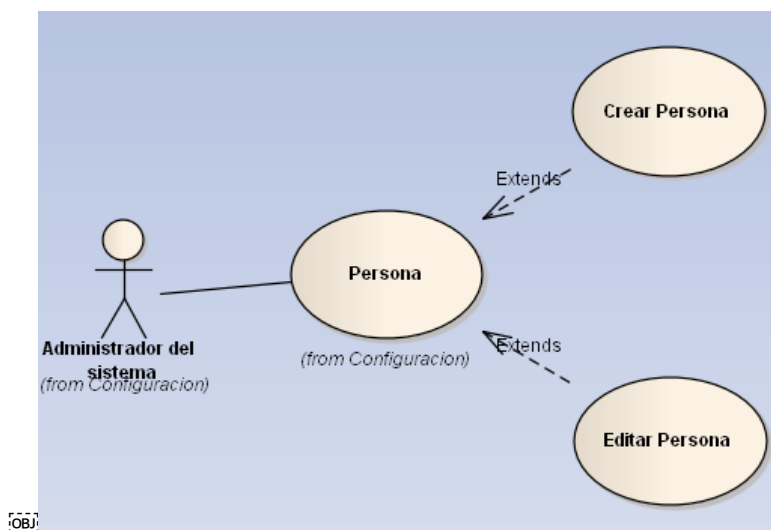 Crear Persona
Extends
Persona
(from Configuracion)
Administrador del
sistema
(from Configuracion)
Extends
Editar Persona
OBJ